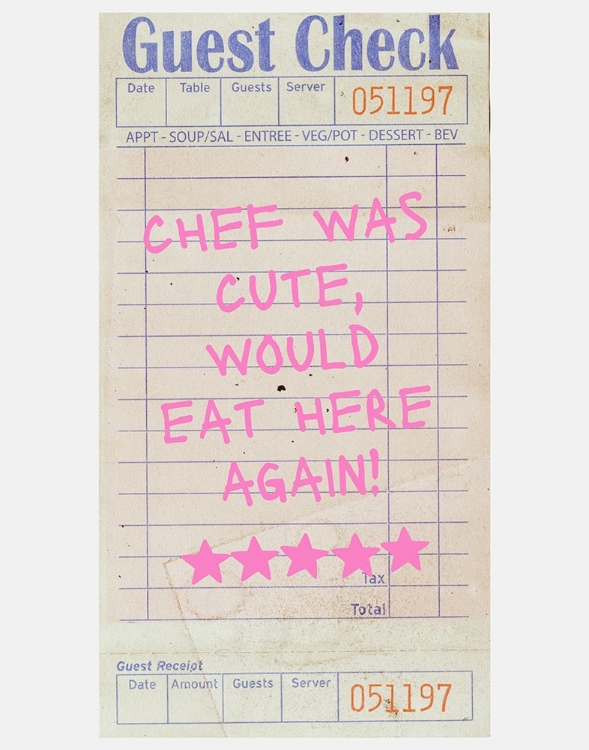 Guest Check
Date Table Guests Server 051197
APPT - SOUP/SAL - ENTREE - VEG/POT - DESSERT - BEV
CHEF WAS
CUTE,
WOULD
EAT HERE
AGAIN!
Tax
Total
Guest Receipt
Date Amount Guests Server 051197